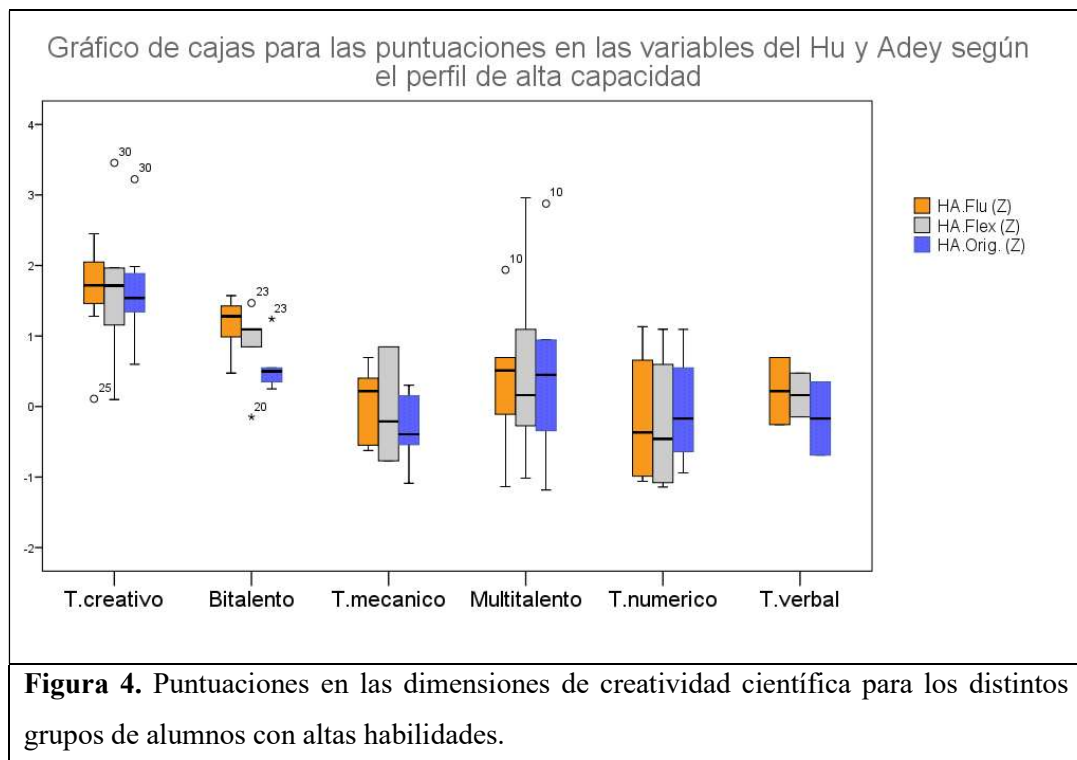 Gráfico de cajas para las puntuaciones en las variables del Hu y Adey según
el perfil de alta capacidad
4
3
2
1
0
-1
-2
30
30
25
23
23
20
10
10
HA.Flu (Z)
HA.Flex (Z)
HA.Orig. (Z)
T.creativo
Bitalento
T.mecanico
Multitalento
T.numerico
T.verbal
Figura 4. Puntuaciones en las dimensiones de creatividad científica para los distintos
grupos de alumnos con altas habilidades.